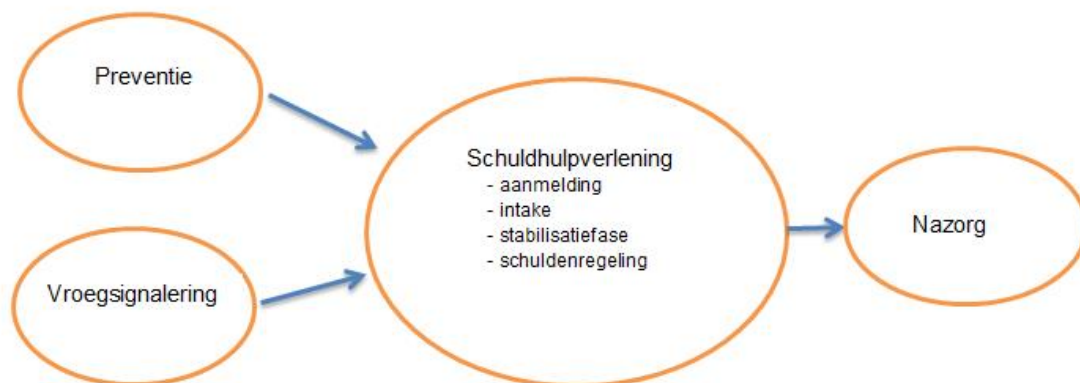 Preventie
Vroegsignalering
Schuldhulpverlening
- aanmelding
- intake
- stabilisatiefase
- schuldenregeling
Nazorg